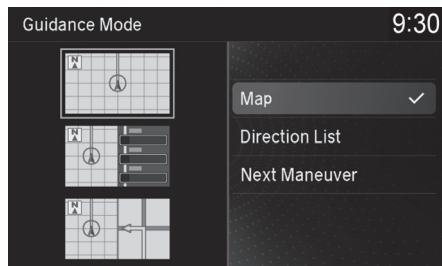 Guidance Mode
9:30
N
Map
Direction List
N
Next Maneuver
N